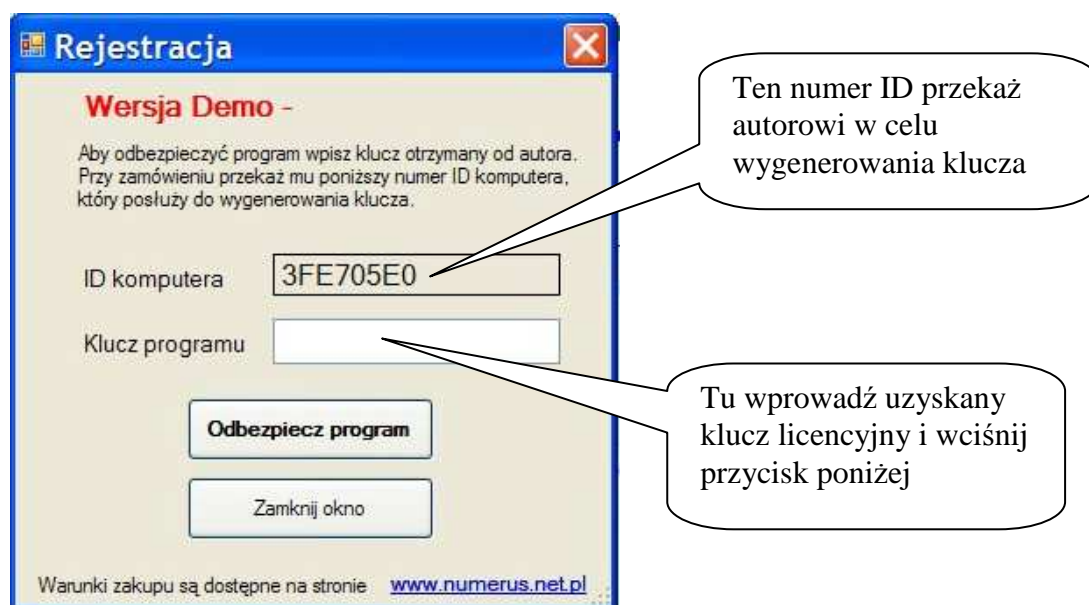 Rejestracja
Wersja Demo -
Aby odbezpieczyć program wpisz klucz otrzymany od autora.
Przy zamówieniu przekaż mu poniższy numer ID komputera,
który posłuży do wygenerowania klucza.
ID komputera
3FE705E0
Klucz programu
Odbezpiecz program
Zamknij okno
Warunki zakupu są dostępne na stronie www.numerus.net.pl
Ten numer ID przekaż
autorowi w celu
wygenerowania klucza
Tu wprowadź uzyskany
klucz licencyjny i wciśnij
przycisk poniżej